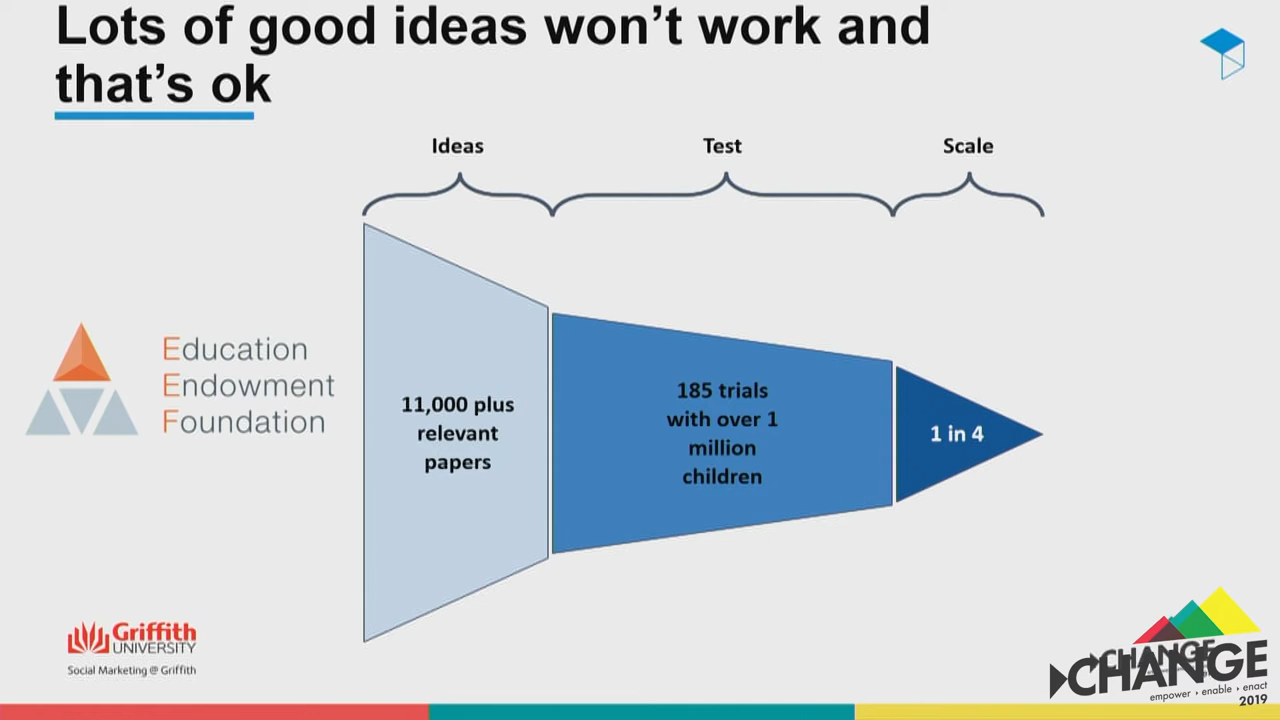 Lots of good ideas won't work and
that's ok
Ideas
Test
Scale
Education
Endowment
Foundation
11,000 plus
relevant
papers
185 trials
with over 1
million
children
1 in 4
Griffith
UNIVERSITY
Social Marketing @ Griffith
CHANGE
empower › enable › enact
2019